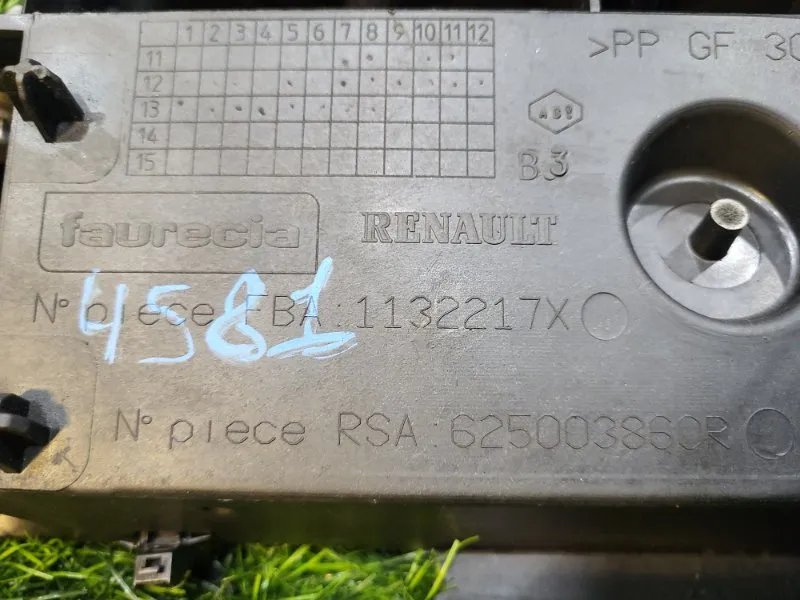 1 2 3 4 5 6 7 8 9 10 11 12
11
12
13
14
15
>PP GF 30
B3
faurecia
RENAULT
N° piece FBA: 1132217X
4581
N° piece RSA: 625003860R